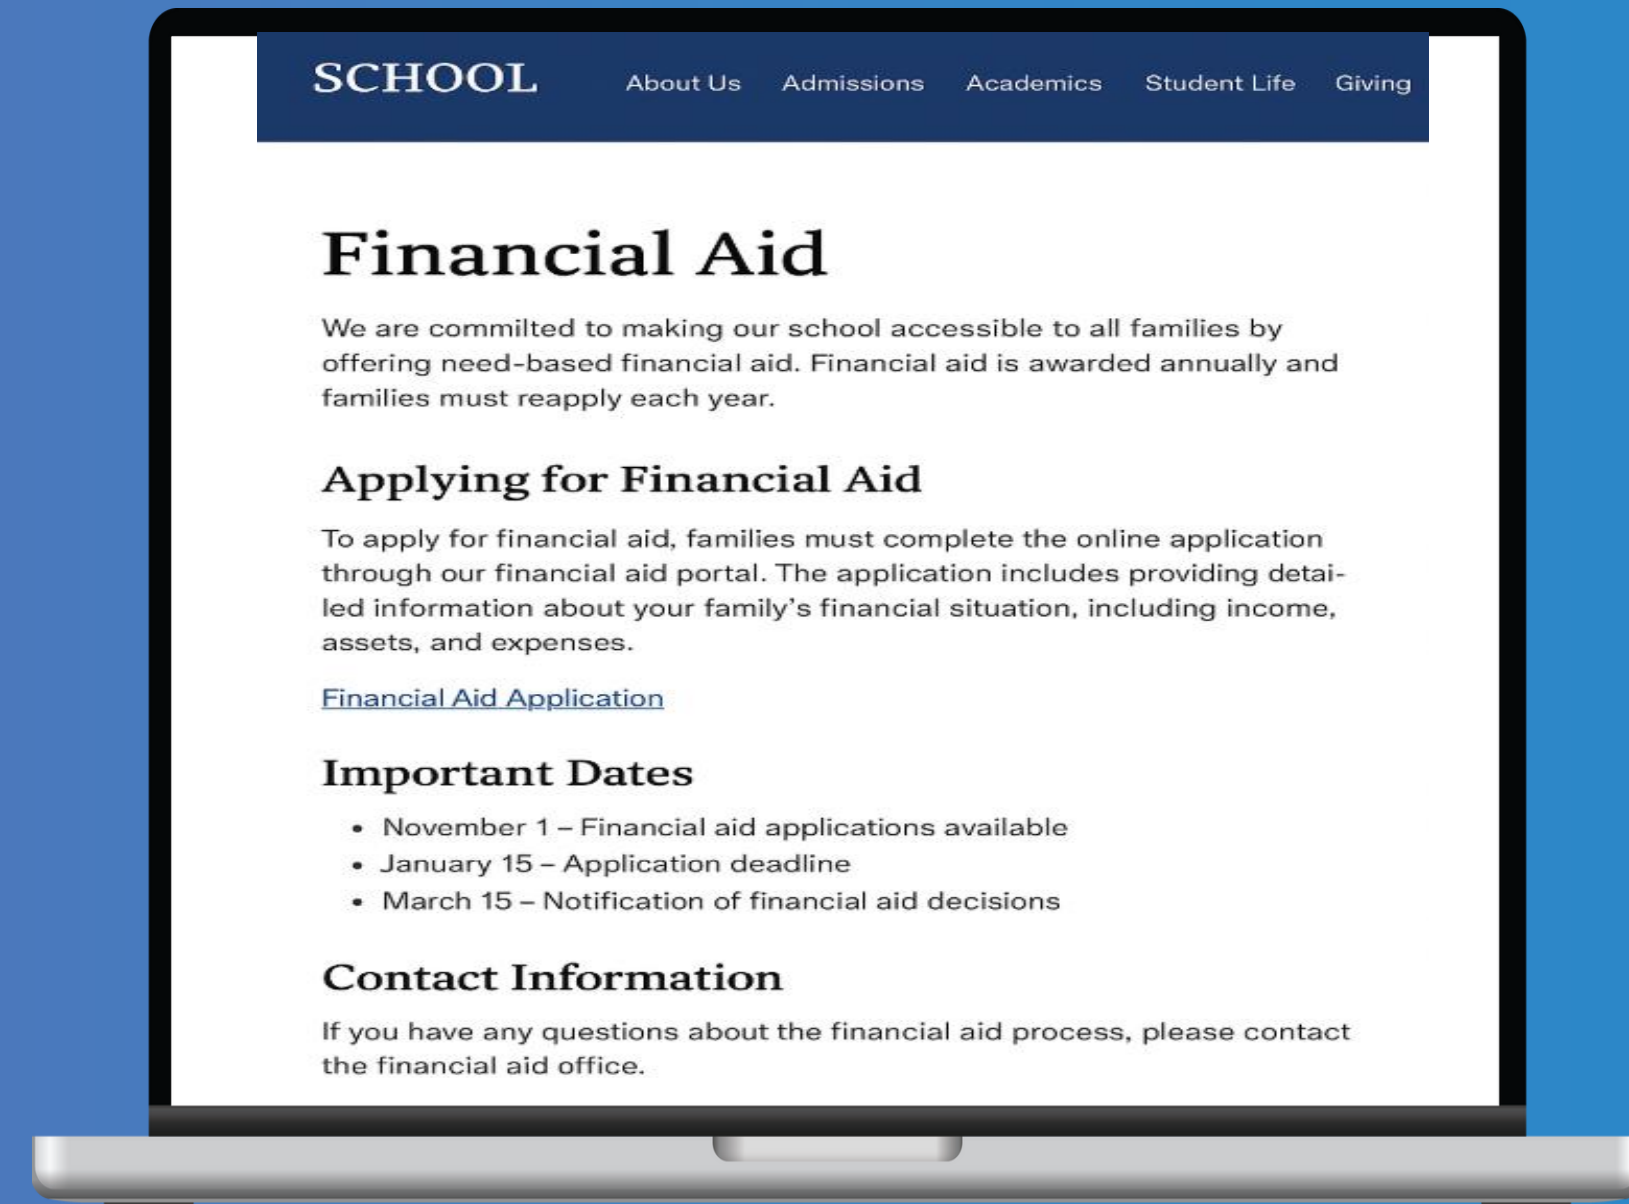 SCHOOL About Us Admissions Academics Student Life Giving
Financial Aid
We are commilted to making our school accessible to all families by
offering need-based financial aid. Financial aid is awarded annually and
families must reapply each year.
Applying for Financial Aid
To apply for financial aid, families must complete the online application
through our financial aid portal. The application includes providing detai-
led information about your family’s financial situation, including income,
assets, and expenses.
Financial Aid Application
Important Dates
• November 1 – Financial aid applications available
• January 15 – Application deadline
• March 15 – Notification of financial aid decisions
Contact Information
If you have any questions about the financial aid process, please contact
the financial aid office.